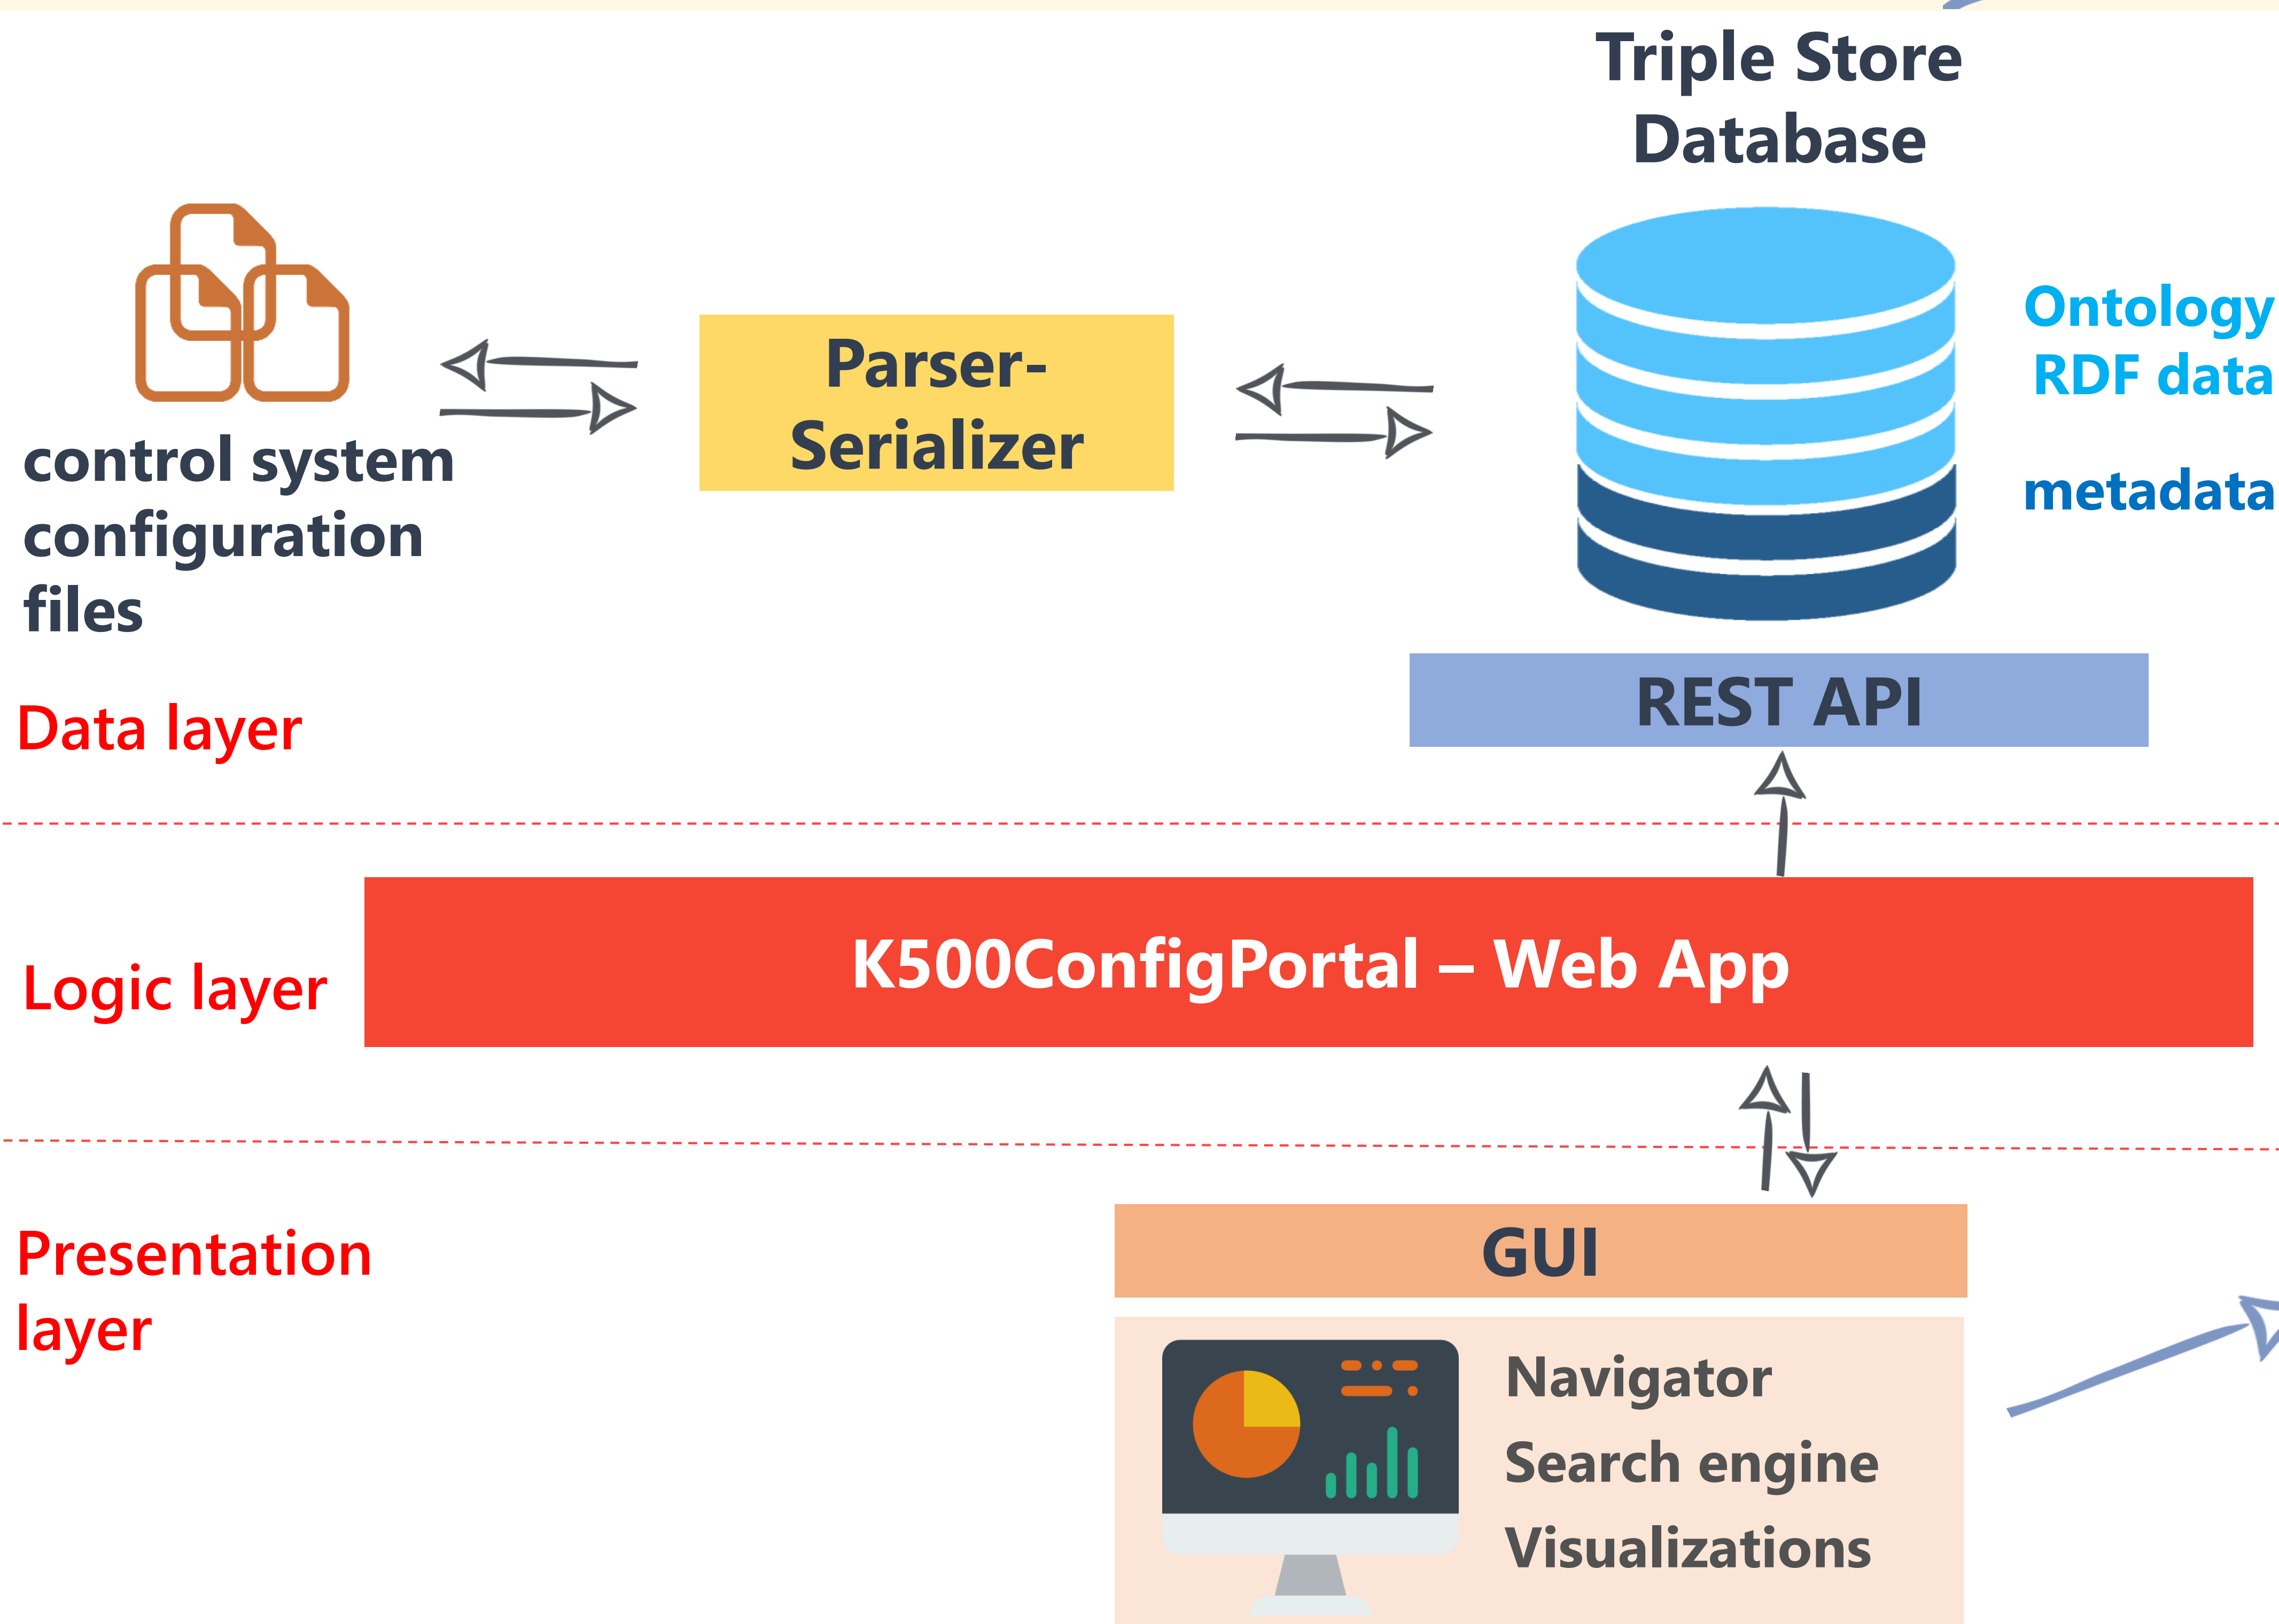 Triple Store
Database
Ontology
RDF data
metadata
Parser-
Serializer
control system
configuration
files
REST API
Data layer
K500ConfigPortal – Web App
Logic layer
GUI
Presentation
layer
Navigator
Search engine
Visualizations